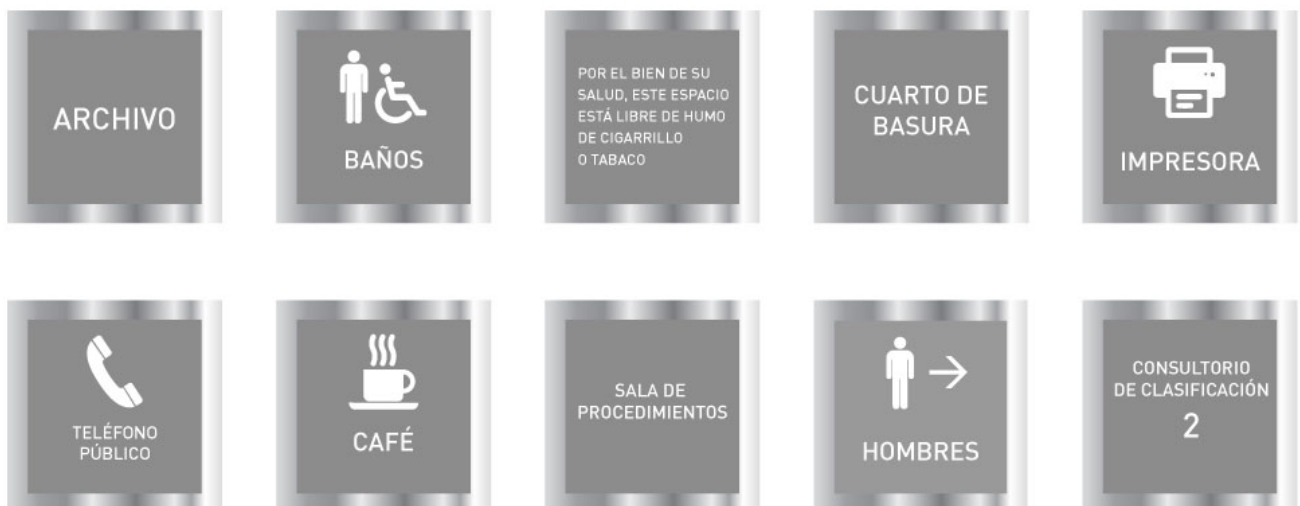 ARCHIVO
BAÑOS
POR EL BIEN DE SU
SALUD, ESTE ESPACIO
ESTÁ LIBRE DE HUMO
DE CIGARRILLO
O TABACO
CUARTO DE
BASURA
IMPRESORA
TELÉFONO
PÚBLICO
CAFÉ
SALA DE
PROCEDIMIENTOS
HOMBRES
CONSULTORIO
DE CLASIFICACIÓN
2